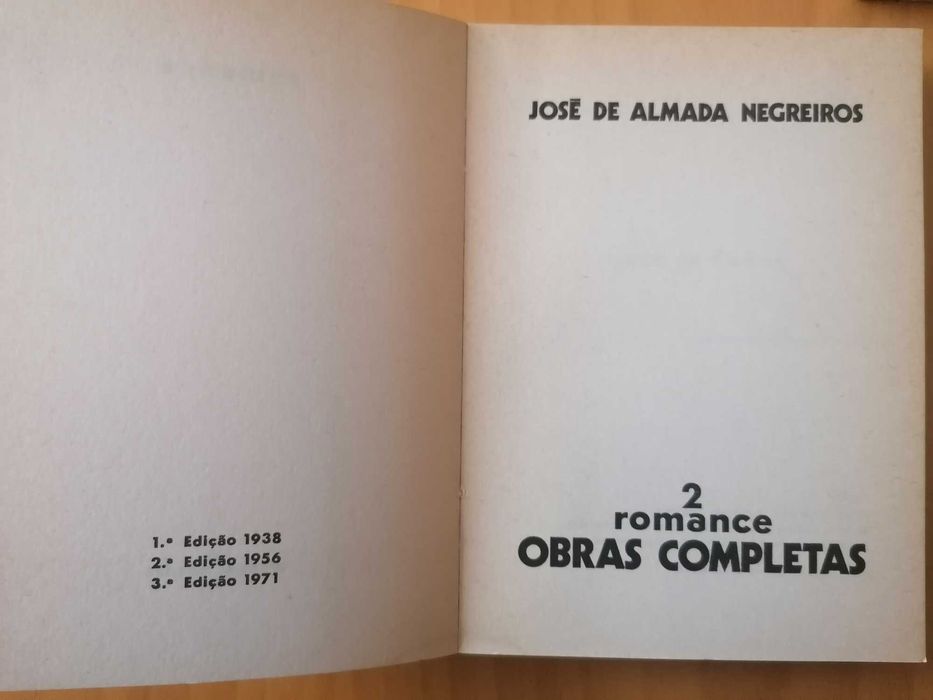 1.ª Edição 1938
2.ª Edição 1956
3.ª Edição 1971
JOSÉ DE ALMADA NEGREIROS
2
romance
OBRAS COMPLETAS